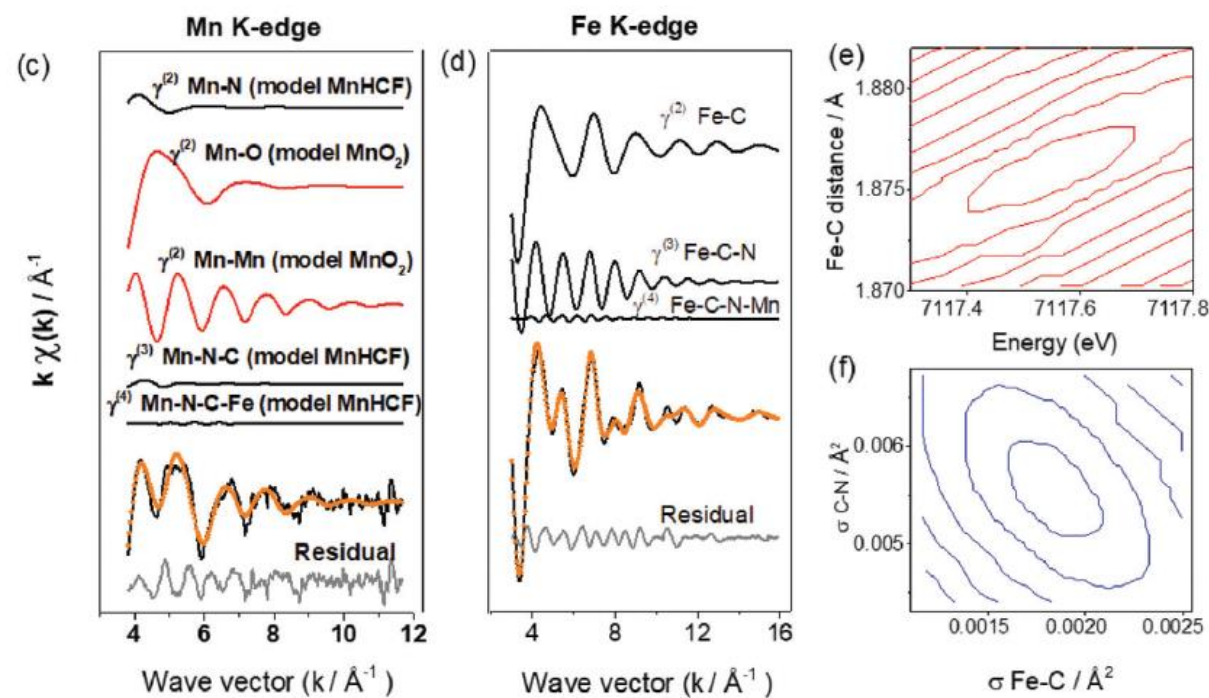 Mn K-edge
(c)
γ(2) Mn-N (model MnHCF)
γ(2) Mn-O (model MnO2)
γ(2) Mn-Mn (model MnO2)
γ(3) Mn-N-C (model MnHCF)
γ(4) Mn-N-C-Fe (model MnHCF)
Residual
k χ(k) / Å-1
4 6 8 10 12
Wave vector (k / Å-1)
Fe K-edge
(d)
γ(2) Fe-C
γ(3) Fe-C-N
γ(4) Fe-C-N-Mn
Residual
4 8 12 16
Wave vector (k / Å-1)
(e)
Fe-C distance / Å
1.880
1.875
1.870
7117.4 7117.6 7117.8
Energy (eV)
(f)
σ C-N / Å2
0.006
0.005
0.0015 0.0020 0.0025
σ Fe-C / Å2